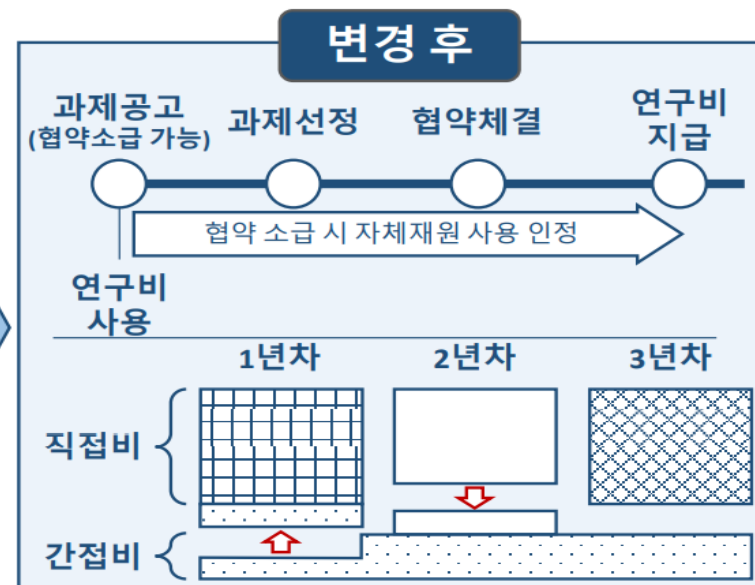 변경 후
과제공고
(협약소급 가능)
과제선정
협약체결
연구비
지급
협약 소급 시 자체재원 사용 인정
연구비
사용
1년차
2년차
3년차
직접비
간접비